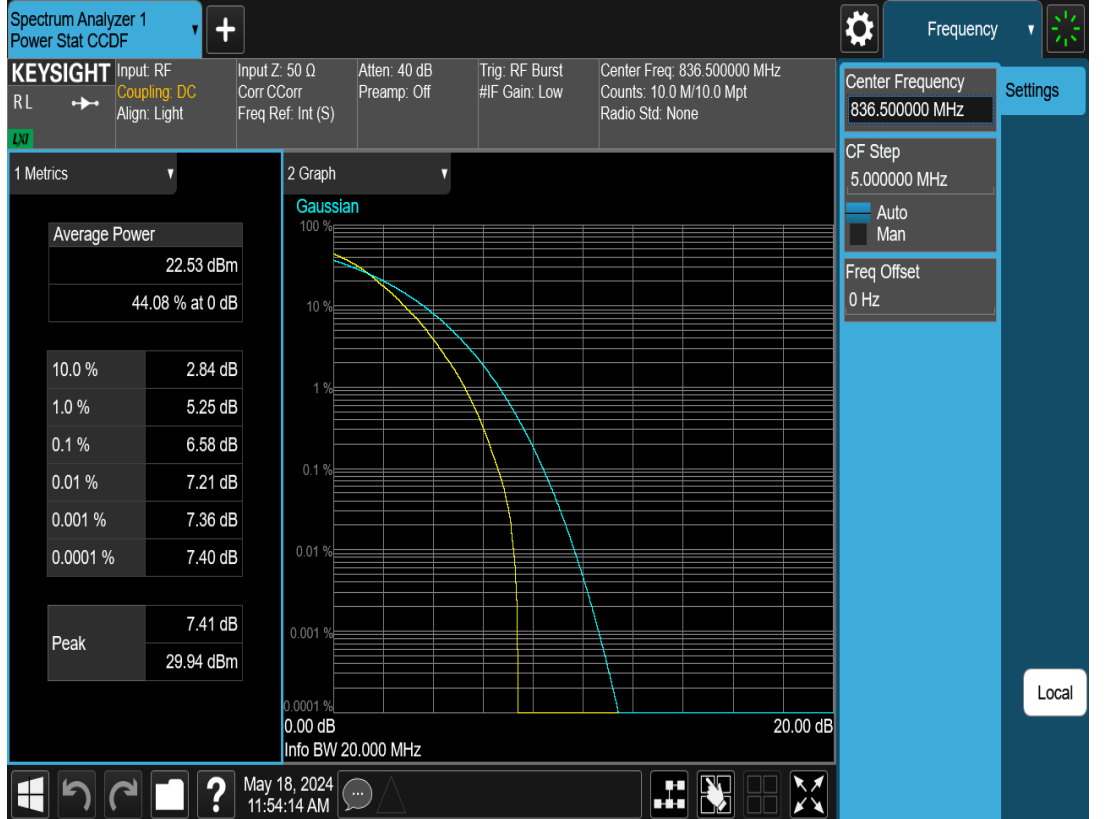 Spectrum Analyzer 1
Power Stat CCDF
+
Frequency
KEYSIGHT
RL
LXI
Input: RF
Coupling: DC
Align: Light
Input Z: 50 Ω
Corr CCorr
Freq Ref: Int (S)
Atten: 40 dB
Preamp: Off
Trig: RF Burst
#IF Gain: Low
Center Freq: 836.500000 MHz
Counts: 10.0 M/10.0 Mpt
Radio Std: None
Center Frequency
836.500000 MHz
Settings
CF Step
5.000000 MHz
Auto
Man
Freq Offset
0 Hz
1 Metrics
Average Power
22.53 dBm
44.08 % at 0 dB
10.0 % 2.84 dB
1.0 % 5.25 dB
0.1 % 6.58 dB
0.01 % 7.21 dB
0.001 % 7.36 dB
0.0001 % 7.40 dB
Peak 7.41 dB
29.94 dBm
2 Graph
Gaussian
100 %
10 %
1 %
0.1 %
0.01 %
0.001 %
0.0001 %
0.00 dB 20.00 dB
Info BW 20.000 MHz
Local
?
May 18, 2024
11:54:14 AM